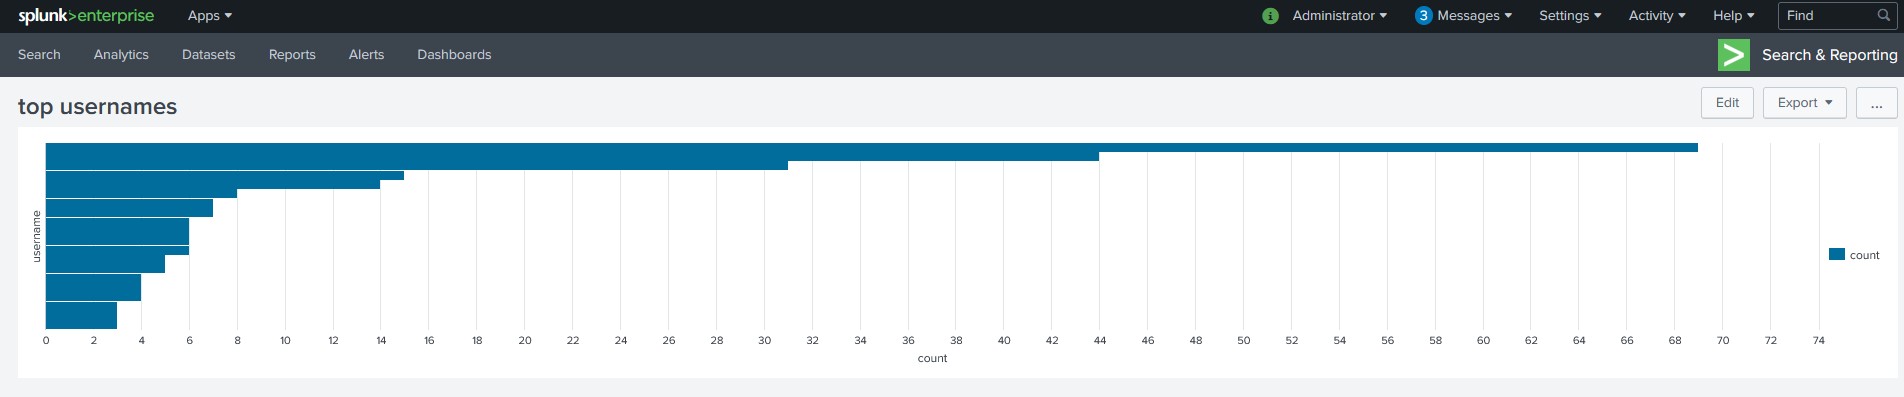 splunk>enterprise Apps Administrator 3 Messages Settings Activity Help Find
Search Analytics Datasets Reports Alerts Dashboards Search & Reporting
top usernames Edit Export ...
username
count
0 2 4 6 8 10 12 14 16 18 20 22 24 26 28 30 32 34 36 38 40 42 44 46 48 50 52 54 56 58 60 62 64 66 68 70 72 74
count